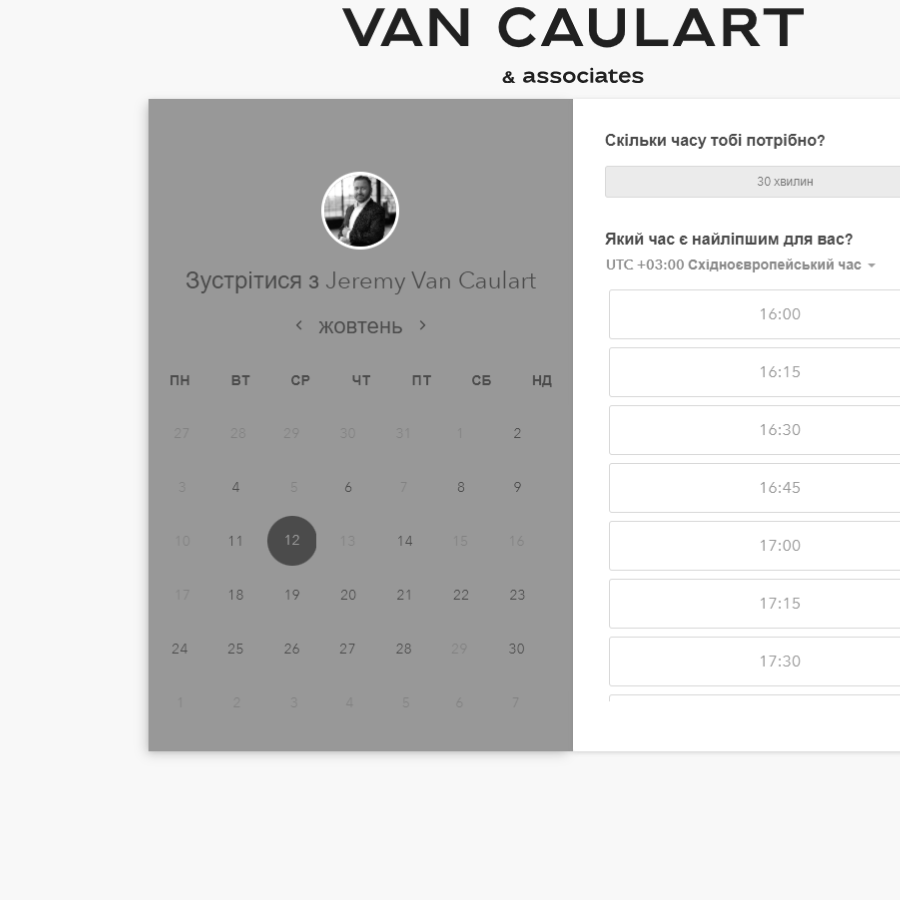 VAN CAULART
& associates
Зустрітися з Jeremy Van Caulart
жовтень
ПН ВТ СР ЧТ ПТ СБ НД
27 28 29 30 31 1 2
3 4 5 6 7 8 9
10 11 12 13 14 15 16
17 18 19 20 21 22 23
24 25 26 27 28 29 30
1 2 3 4 5 6 7
Скільки часу тобі потрібно?
30 хвилин
Який час є найліпшим для вас?
UTC +03:00 Східноєвропейський час
16:00
16:15
16:30
16:45
17:00
17:15
17:30